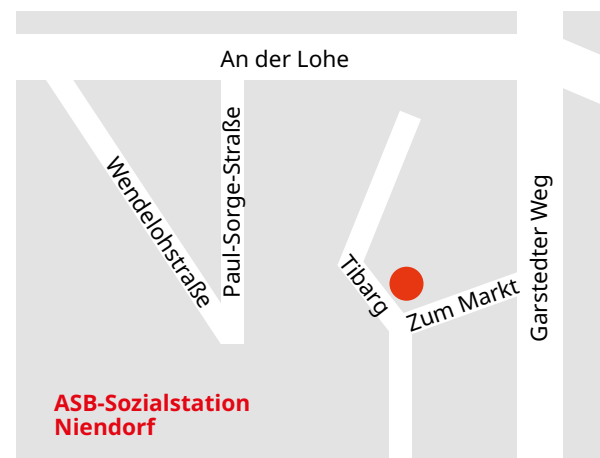 An der Lohe
Wendelohstraße
Paul-Sorge-Straße
Tibarg
Zum Markt
Garstedter Weg
ASB-Sozialstation
Niendorf